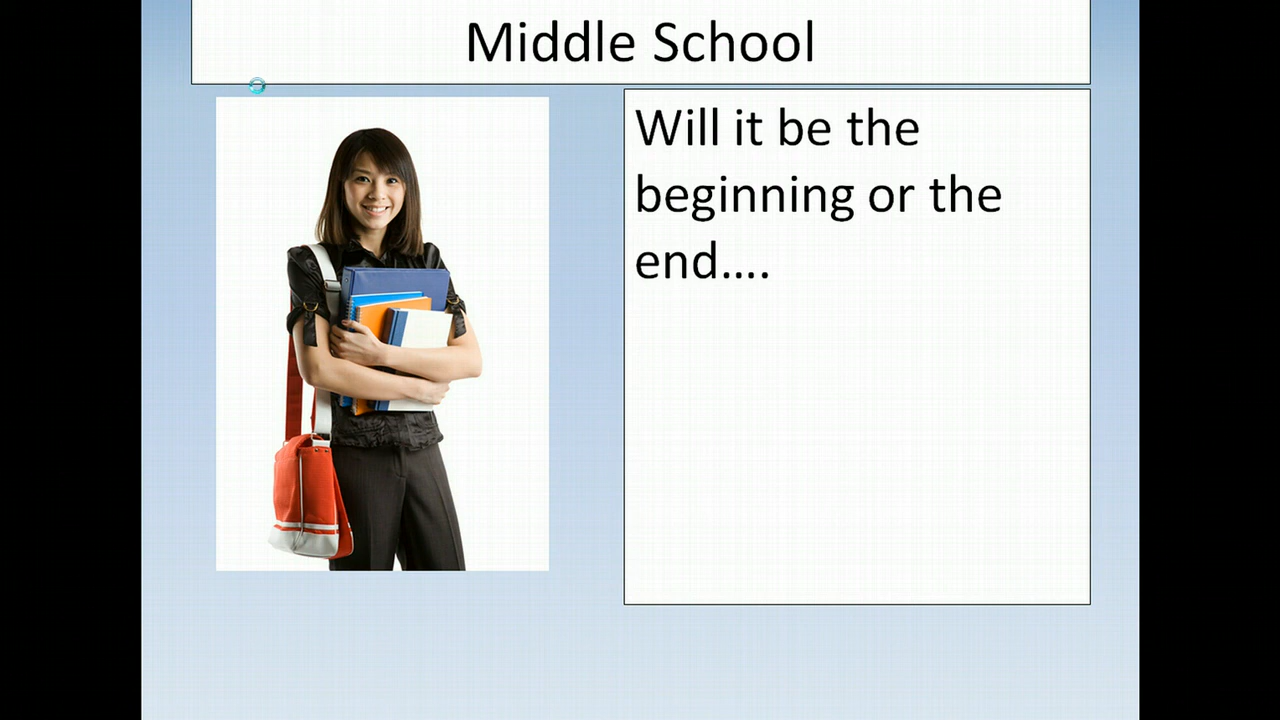 Middle School
Will it be the
beginning or the
end….